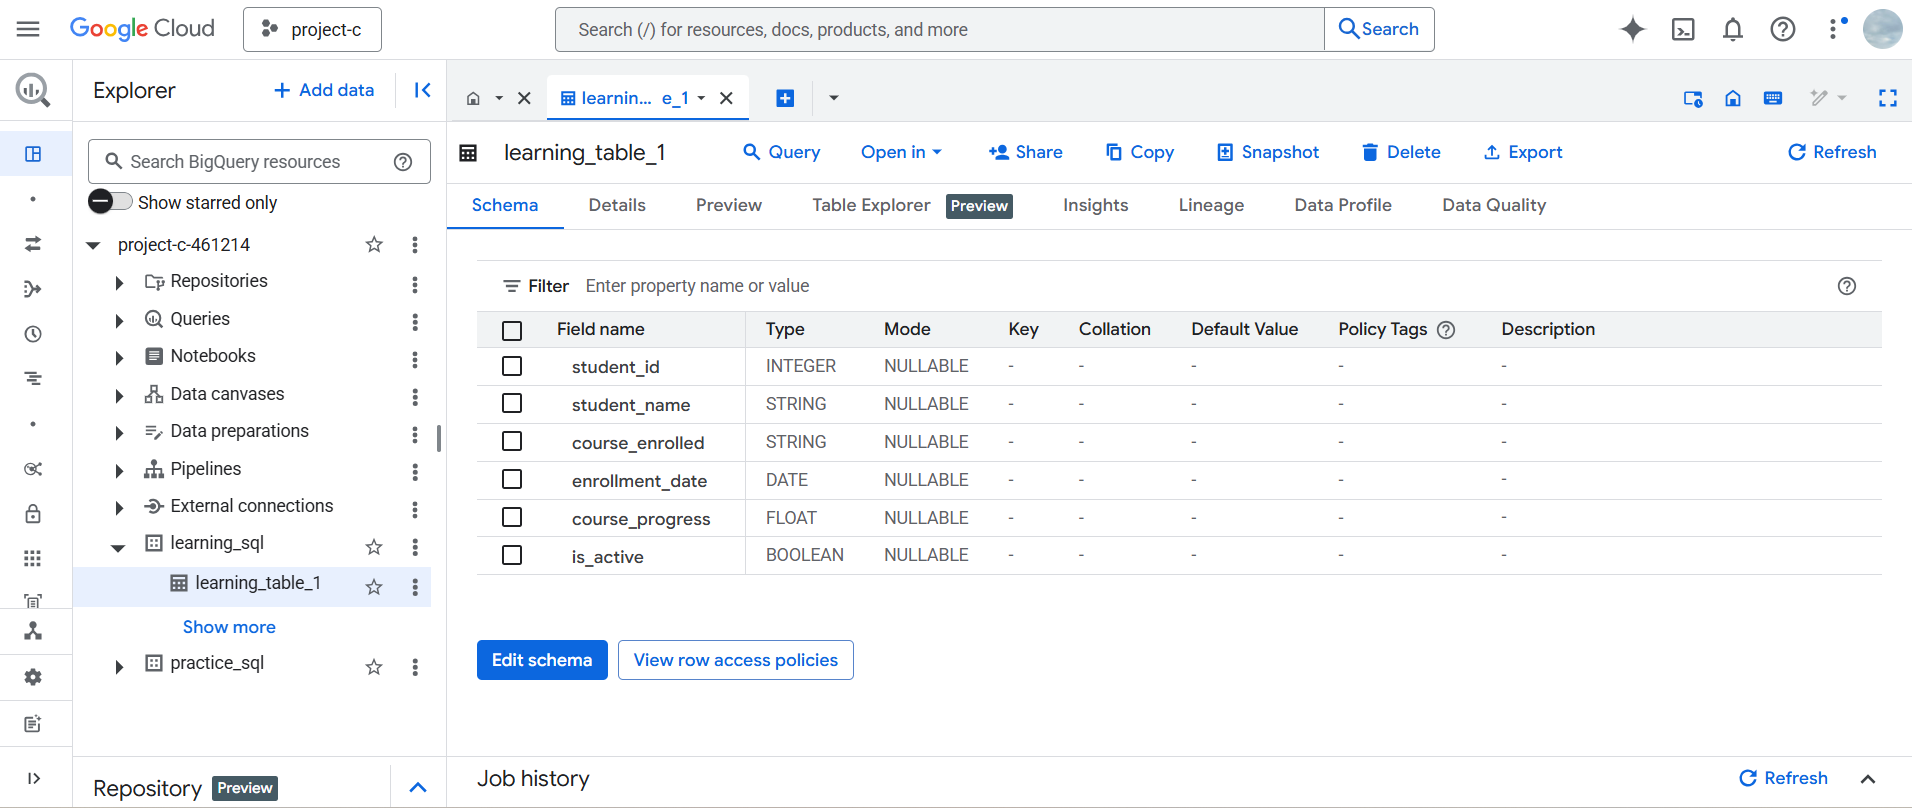 Google Cloud
project-c
Search (/) for resources, docs, products, and more
Search
Explorer
+ Add data
learnin... e_1
Search BigQuery resources
Show starred only
project-c-461214
Repositories
Queries
Notebooks
Data canvases
Data preparations
Pipelines
External connections
learning_sql
learning_table_1
Show more
practice_sql
Repository Preview
learning_table_1
Query
Open in
Share
Copy
Snapshot
Delete
Export
Refresh
Schema Details Preview Table Explorer Preview Insights Lineage Data Profile Data Quality
Filter Enter property name or value
Field name Type Mode Key Collation Default Value Policy Tags Description
student_id INTEGER NULLABLE - - - - -
student_name STRING NULLABLE - - - - -
course_enrolled STRING NULLABLE - - - - -
enrollment_date DATE NULLABLE - - - - -
course_progress FLOAT NULLABLE - - - - -
is_active BOOLEAN NULLABLE - - - - -
Edit schema
View row access policies
Job history
Refresh